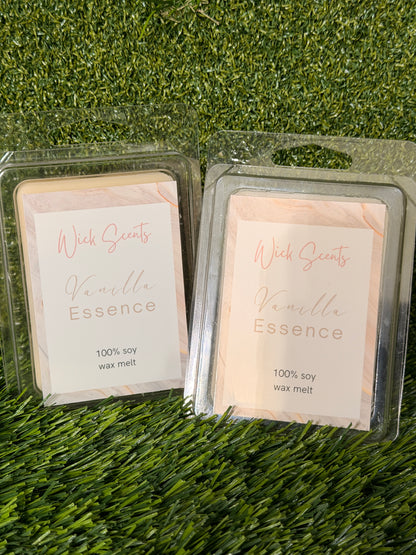 Wick Scents
Vanilla
Essence
100% soy
wax melt
Wick Scents
Vanilla
Essence
100% soy
wax melt